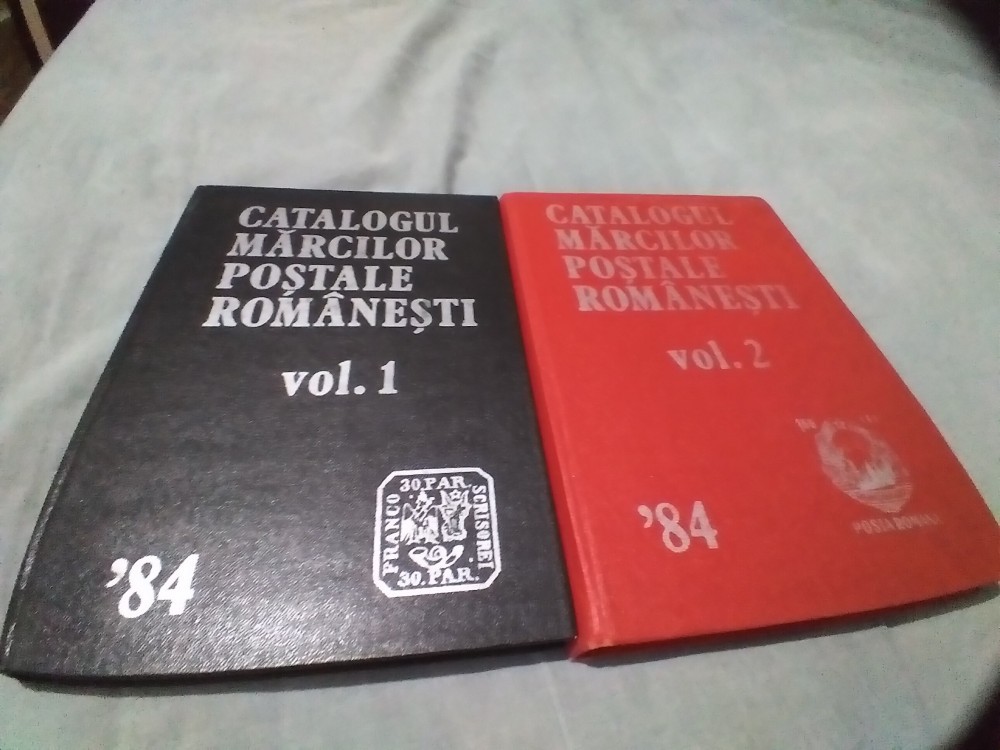 CATALOGUL
MĂRCILOR
POȘTALE
ROMÂNEȘTI
vol. 1
30.PAR.
FRANCO
SCRISOREI
30.PAR.
'84
CATALOGUL
MĂRCILOR
POȘTALE
ROMÂNEȘTI
vol. 2
POSTA ROMANA
'84